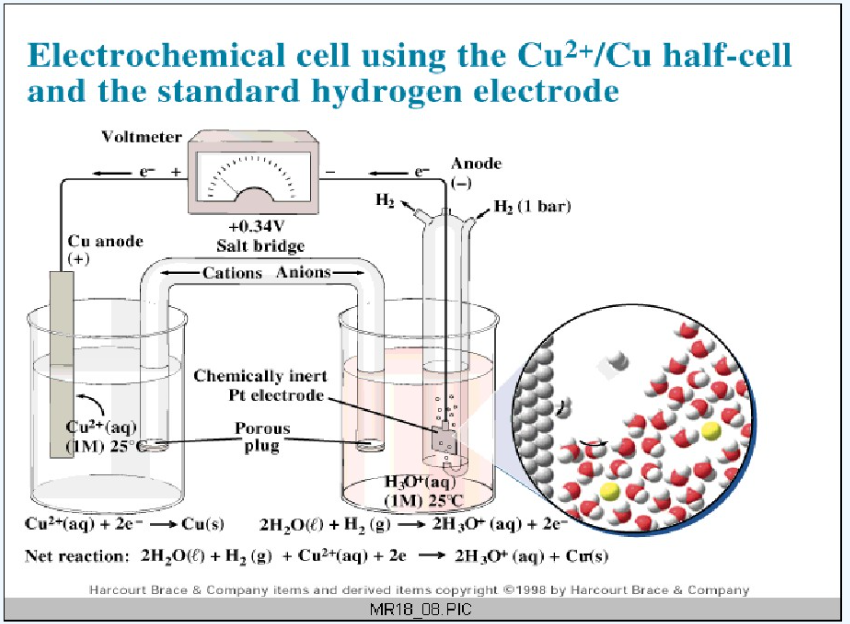 Electrochemical cell using the Cu²⁺/Cu half-cell
and the standard hydrogen electrode
Voltmeter
e⁻ +
− e⁻
Anode
(−)
H₂
H₂ (1 bar)
+0.34V
Cu anode
(+)
Salt bridge
Cations Anions
Chemically inert
Pt electrode
Cu²⁺(aq)
(1M) 25°C
Porous
plug
H₃O⁺(aq)
(1M) 25°C
Cu²⁺(aq) + 2e⁻ → Cu(s) 2H₂O(ℓ) + H₂ (g) → 2H₃O⁺ (aq) + 2e⁻
Net reaction: 2H₂O(ℓ) + H₂ (g) + Cu²⁺(aq) + 2e → 2H₃O⁺ (aq) + Cu(s)
Harcourt Brace & Company items and derived items copyright ©1998 by Harcourt Brace & Company
MR18_08.PIC